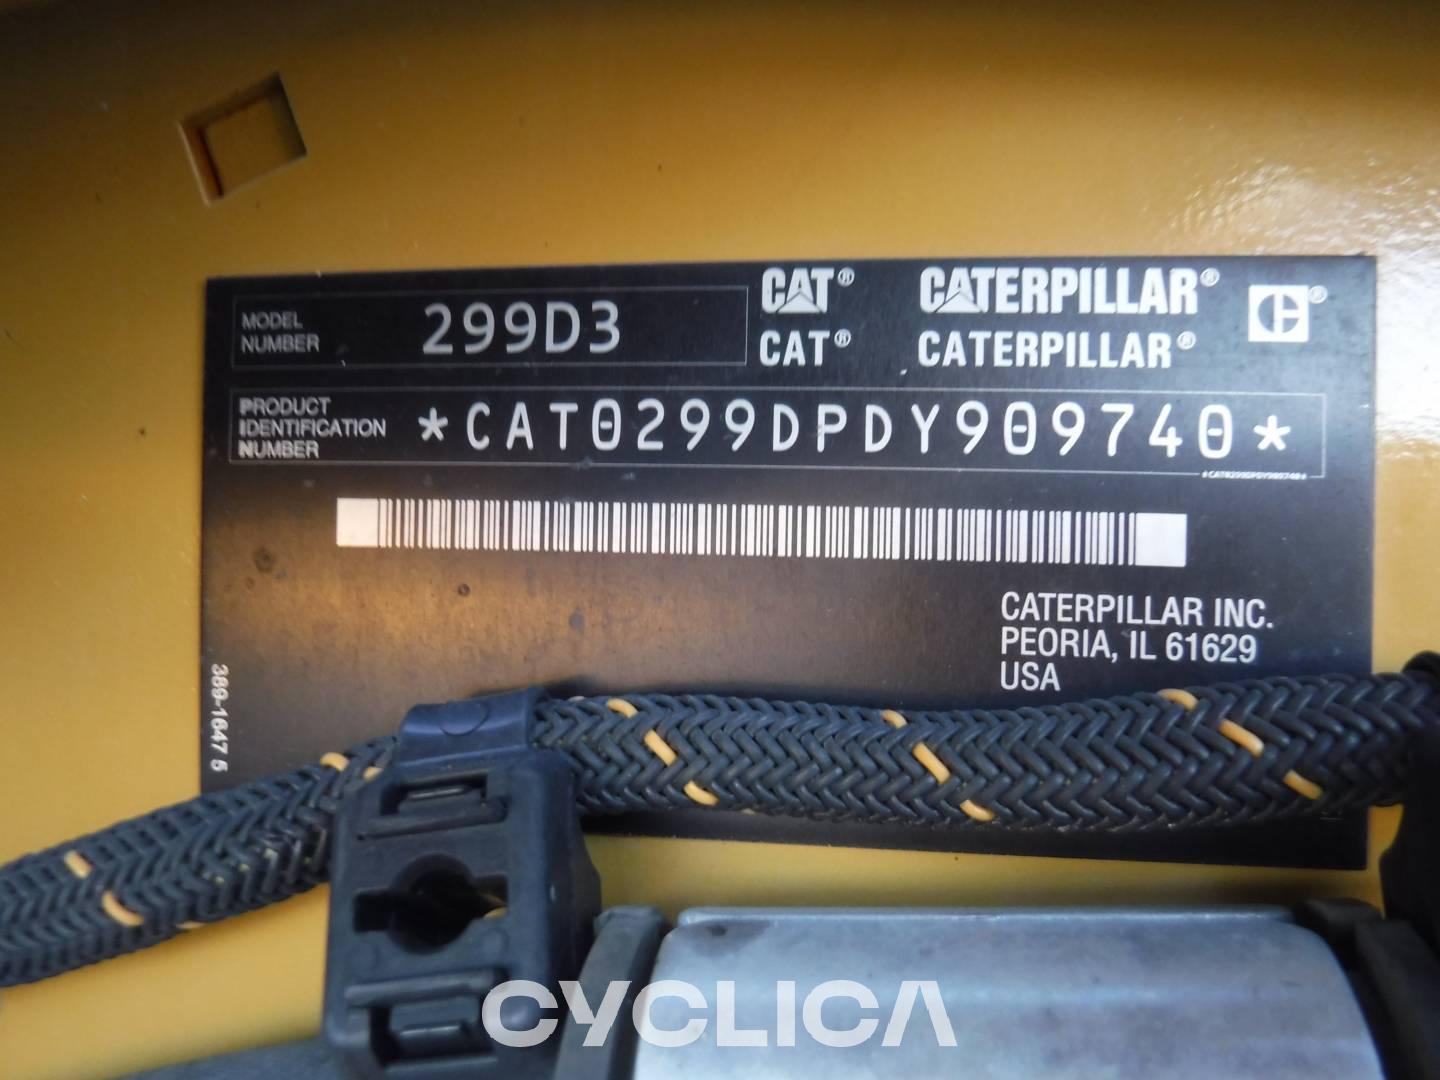 MODEL NUMBER 299D3
CAT® CATERPILLAR®
CAT® CATERPILLAR®
PRODUCT IDENTIFICATION NUMBER *CAT0299DPDY909740*
*CAT0299DPDY909740*
CATERPILLAR INC.
PEORIA, IL 61629
USA
389-1647 5
CYCLICA